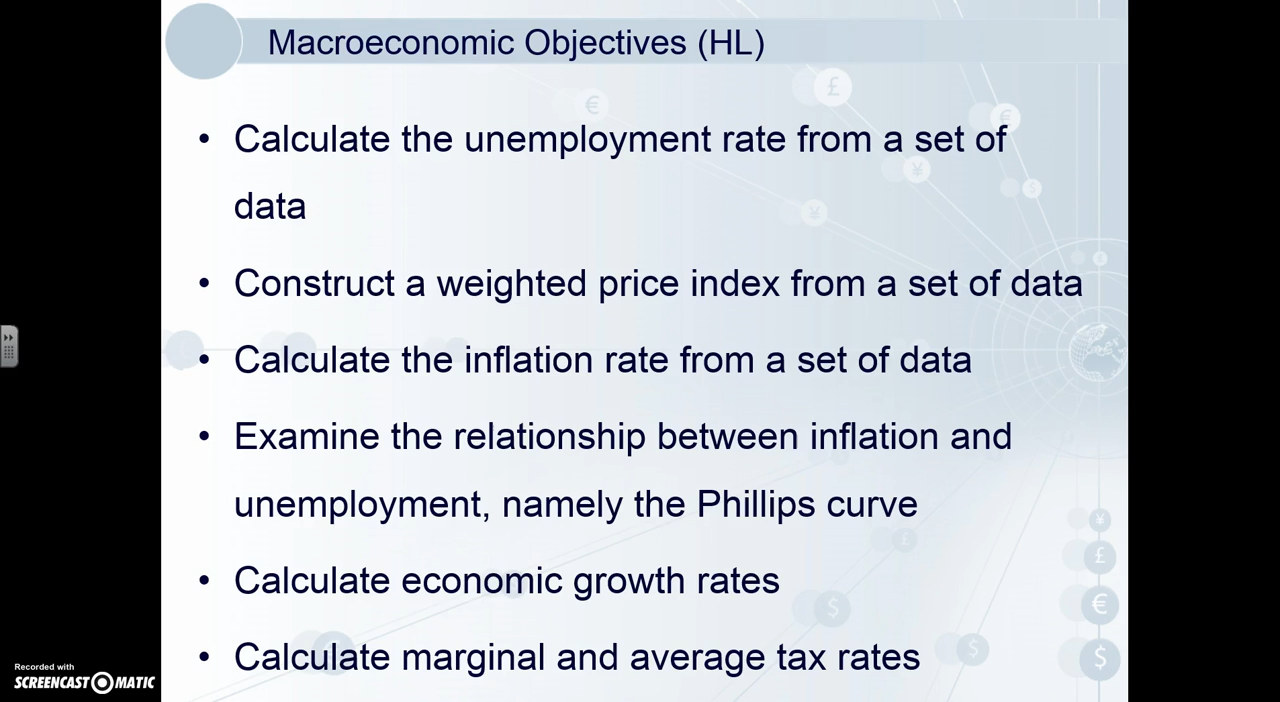 Macroeconomic Objectives (HL)
• Calculate the unemployment rate from a set of
data
• Construct a weighted price index from a set of data
• Calculate the inflation rate from a set of data
• Examine the relationship between inflation and
unemployment, namely the Phillips curve
• Calculate economic growth rates
• Calculate marginal and average tax rates
Recorded with
SCREENCAST-O-MATIC